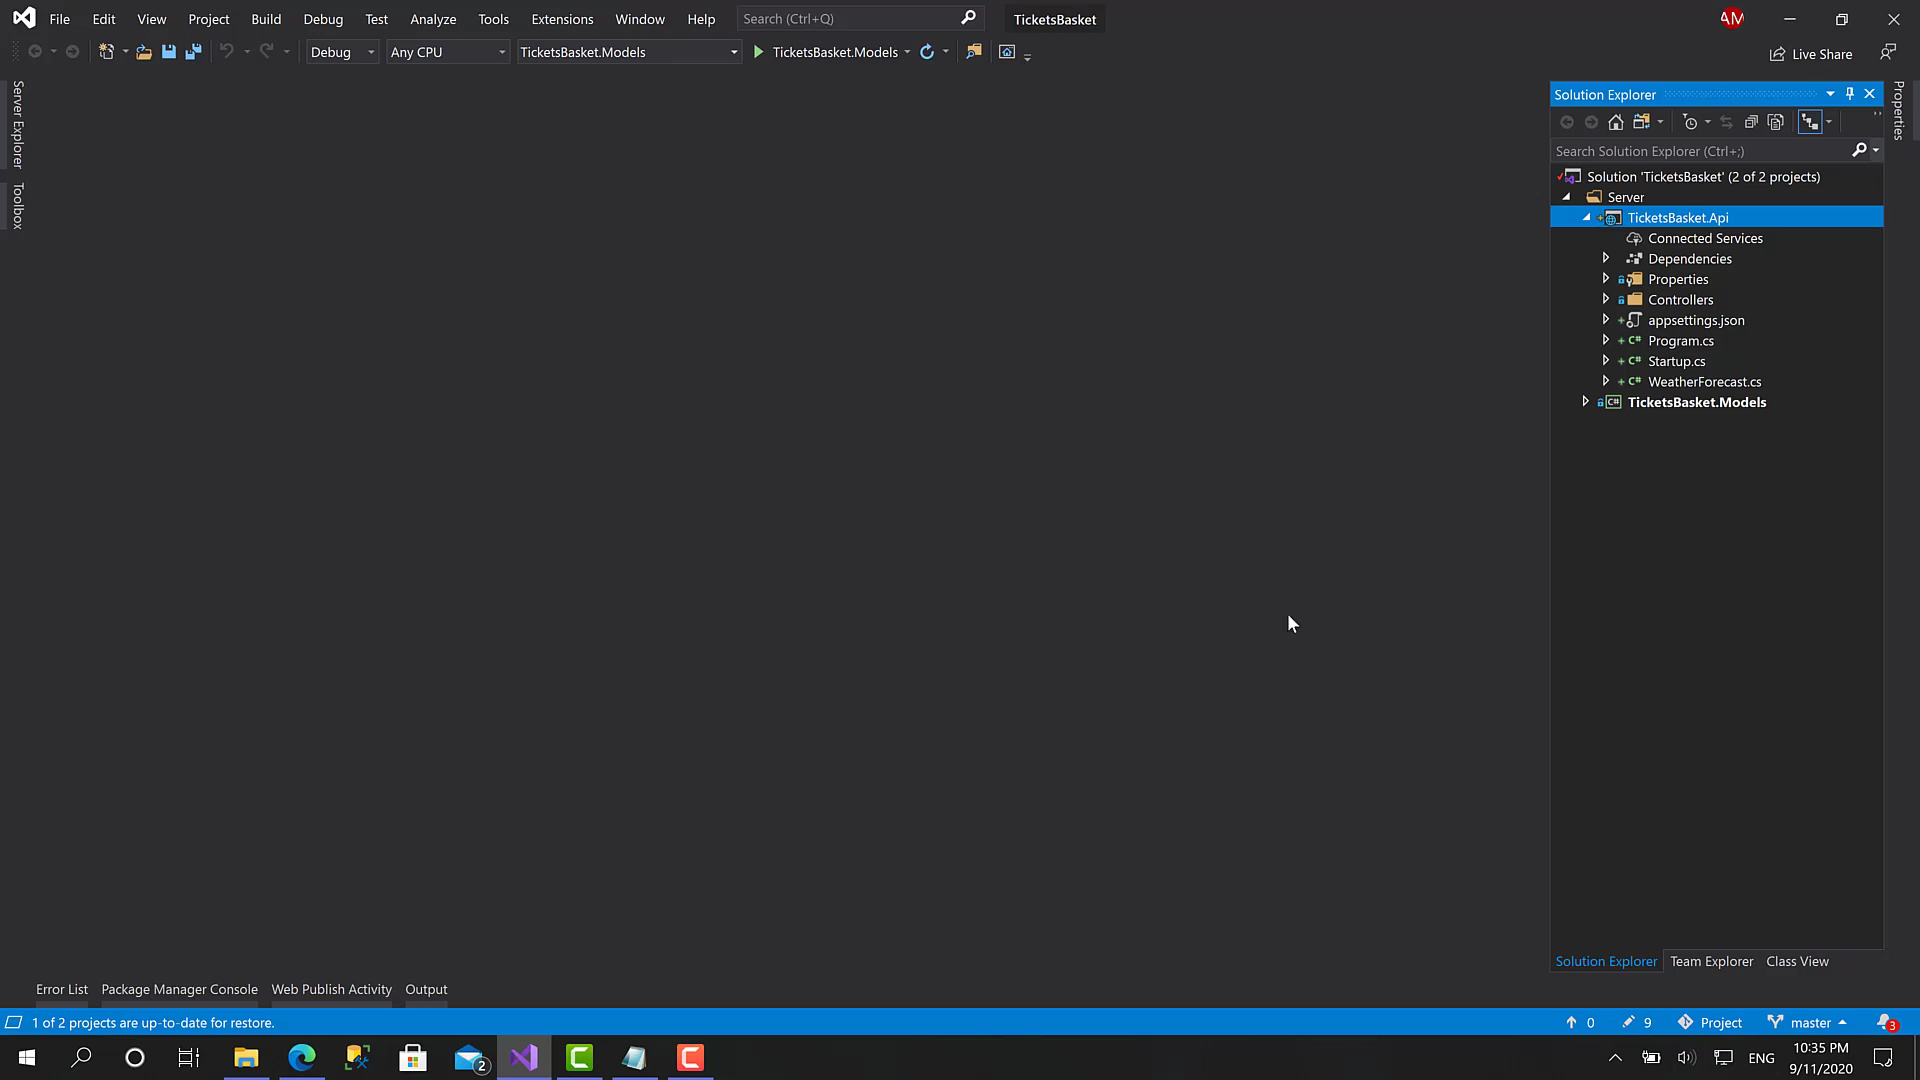 File Edit View Project Build Debug Test Analyze Tools Extensions Window Help Search (Ctrl+Q) TicketsBasket AM
Debug Any CPU TicketsBasket.Models TicketsBasket.Models Live Share
Server Explorer
Toolbox
Properties
Solution Explorer
Search Solution Explorer (Ctrl+;)
Solution 'TicketsBasket' (2 of 2 projects)
Server
TicketsBasket.Api
Connected Services
Dependencies
Properties
Controllers
appsettings.json
C# Program.cs
C# Startup.cs
C# WeatherForecast.cs
C# TicketsBasket.Models
Solution Explorer Team Explorer Class View
Error List Package Manager Console Web Publish Activity Output
1 of 2 projects are up-to-date for restore. 0 9 Project master 3
2 ENG 10:35 PM
9/11/2020